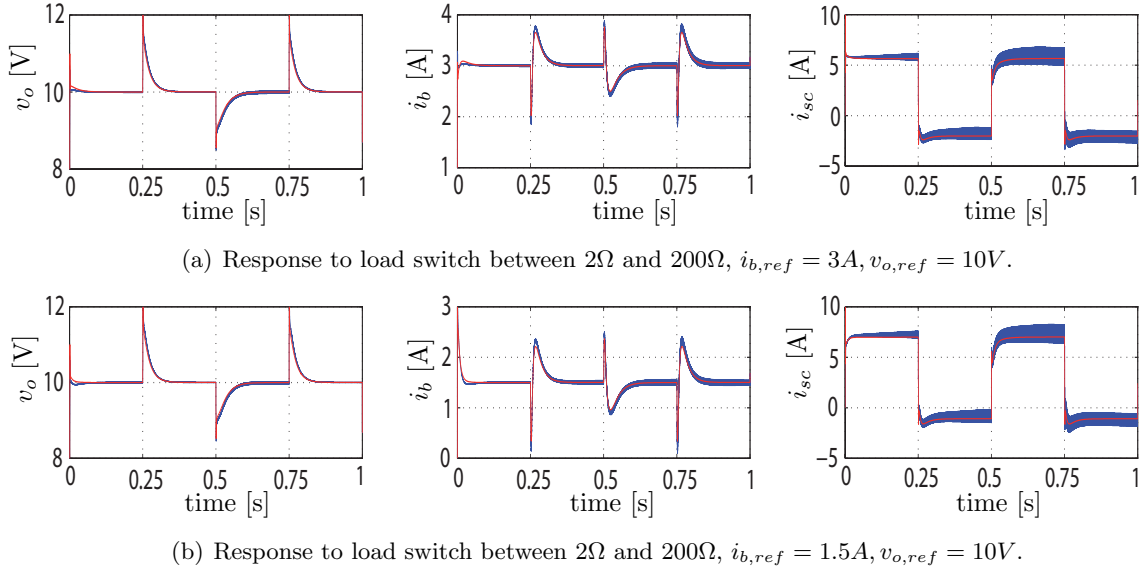 12
10
8
v_o [V]
0 0.25 0.5 0.75 1
time [s]
4
3
2
1
i_b [A]
0 0.25 0.5 0.75 1
time [s]
10
5
0
−5
i_sc [A]
0 0.25 0.5 0.75 1
time [s]
(a) Response to load switch between 2Ω and 200Ω, i_b,ref = 3A, v_o,ref = 10V.
12
10
8
v_o [V]
0 0.25 0.5 0.75 1
time [s]
3
2
1
0
i_b [A]
0 0.25 0.5 0.75 1
time [s]
10
5
0
−5
i_sc [A]
0 0.25 0.5 0.75 1
time [s]
(b) Response to load switch between 2Ω and 200Ω, i_b,ref = 1.5A, v_o,ref = 10V.